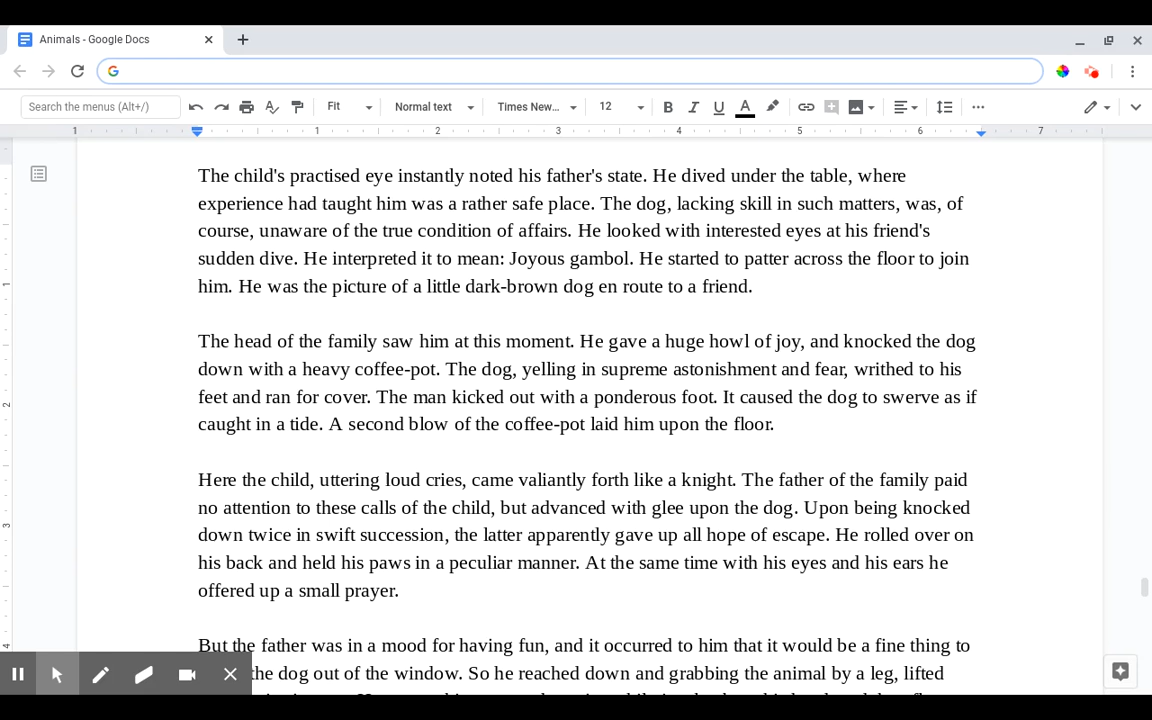 Animals - Google Docs
Search the menus (Alt+/)
Fit
Normal text
Times New...
12
1 1 2 3 4 5 6 7
The child's practised eye instantly noted his father's state. He dived under the table, where
experience had taught him was a rather safe place. The dog, lacking skill in such matters, was, of
course, unaware of the true condition of affairs. He looked with interested eyes at his friend's
sudden dive. He interpreted it to mean: Joyous gambol. He started to patter across the floor to join
him. He was the picture of a little dark-brown dog en route to a friend.
The head of the family saw him at this moment. He gave a huge howl of joy, and knocked the dog
down with a heavy coffee-pot. The dog, yelling in supreme astonishment and fear, writhed to his
feet and ran for cover. The man kicked out with a ponderous foot. It caused the dog to swerve as if
caught in a tide. A second blow of the coffee-pot laid him upon the floor.
Here the child, uttering loud cries, came valiantly forth like a knight. The father of the family paid
no attention to these calls of the child, but advanced with glee upon the dog. Upon being knocked
down twice in swift succession, the latter apparently gave up all hope of escape. He rolled over on
his back and held his paws in a peculiar manner. At the same time with his eyes and his ears he
offered up a small prayer.
But the father was in a mood for having fun, and it occurred to him that it would be a fine thing to
the dog out of the window. So he reached down and grabbing the animal by a leg, lifted